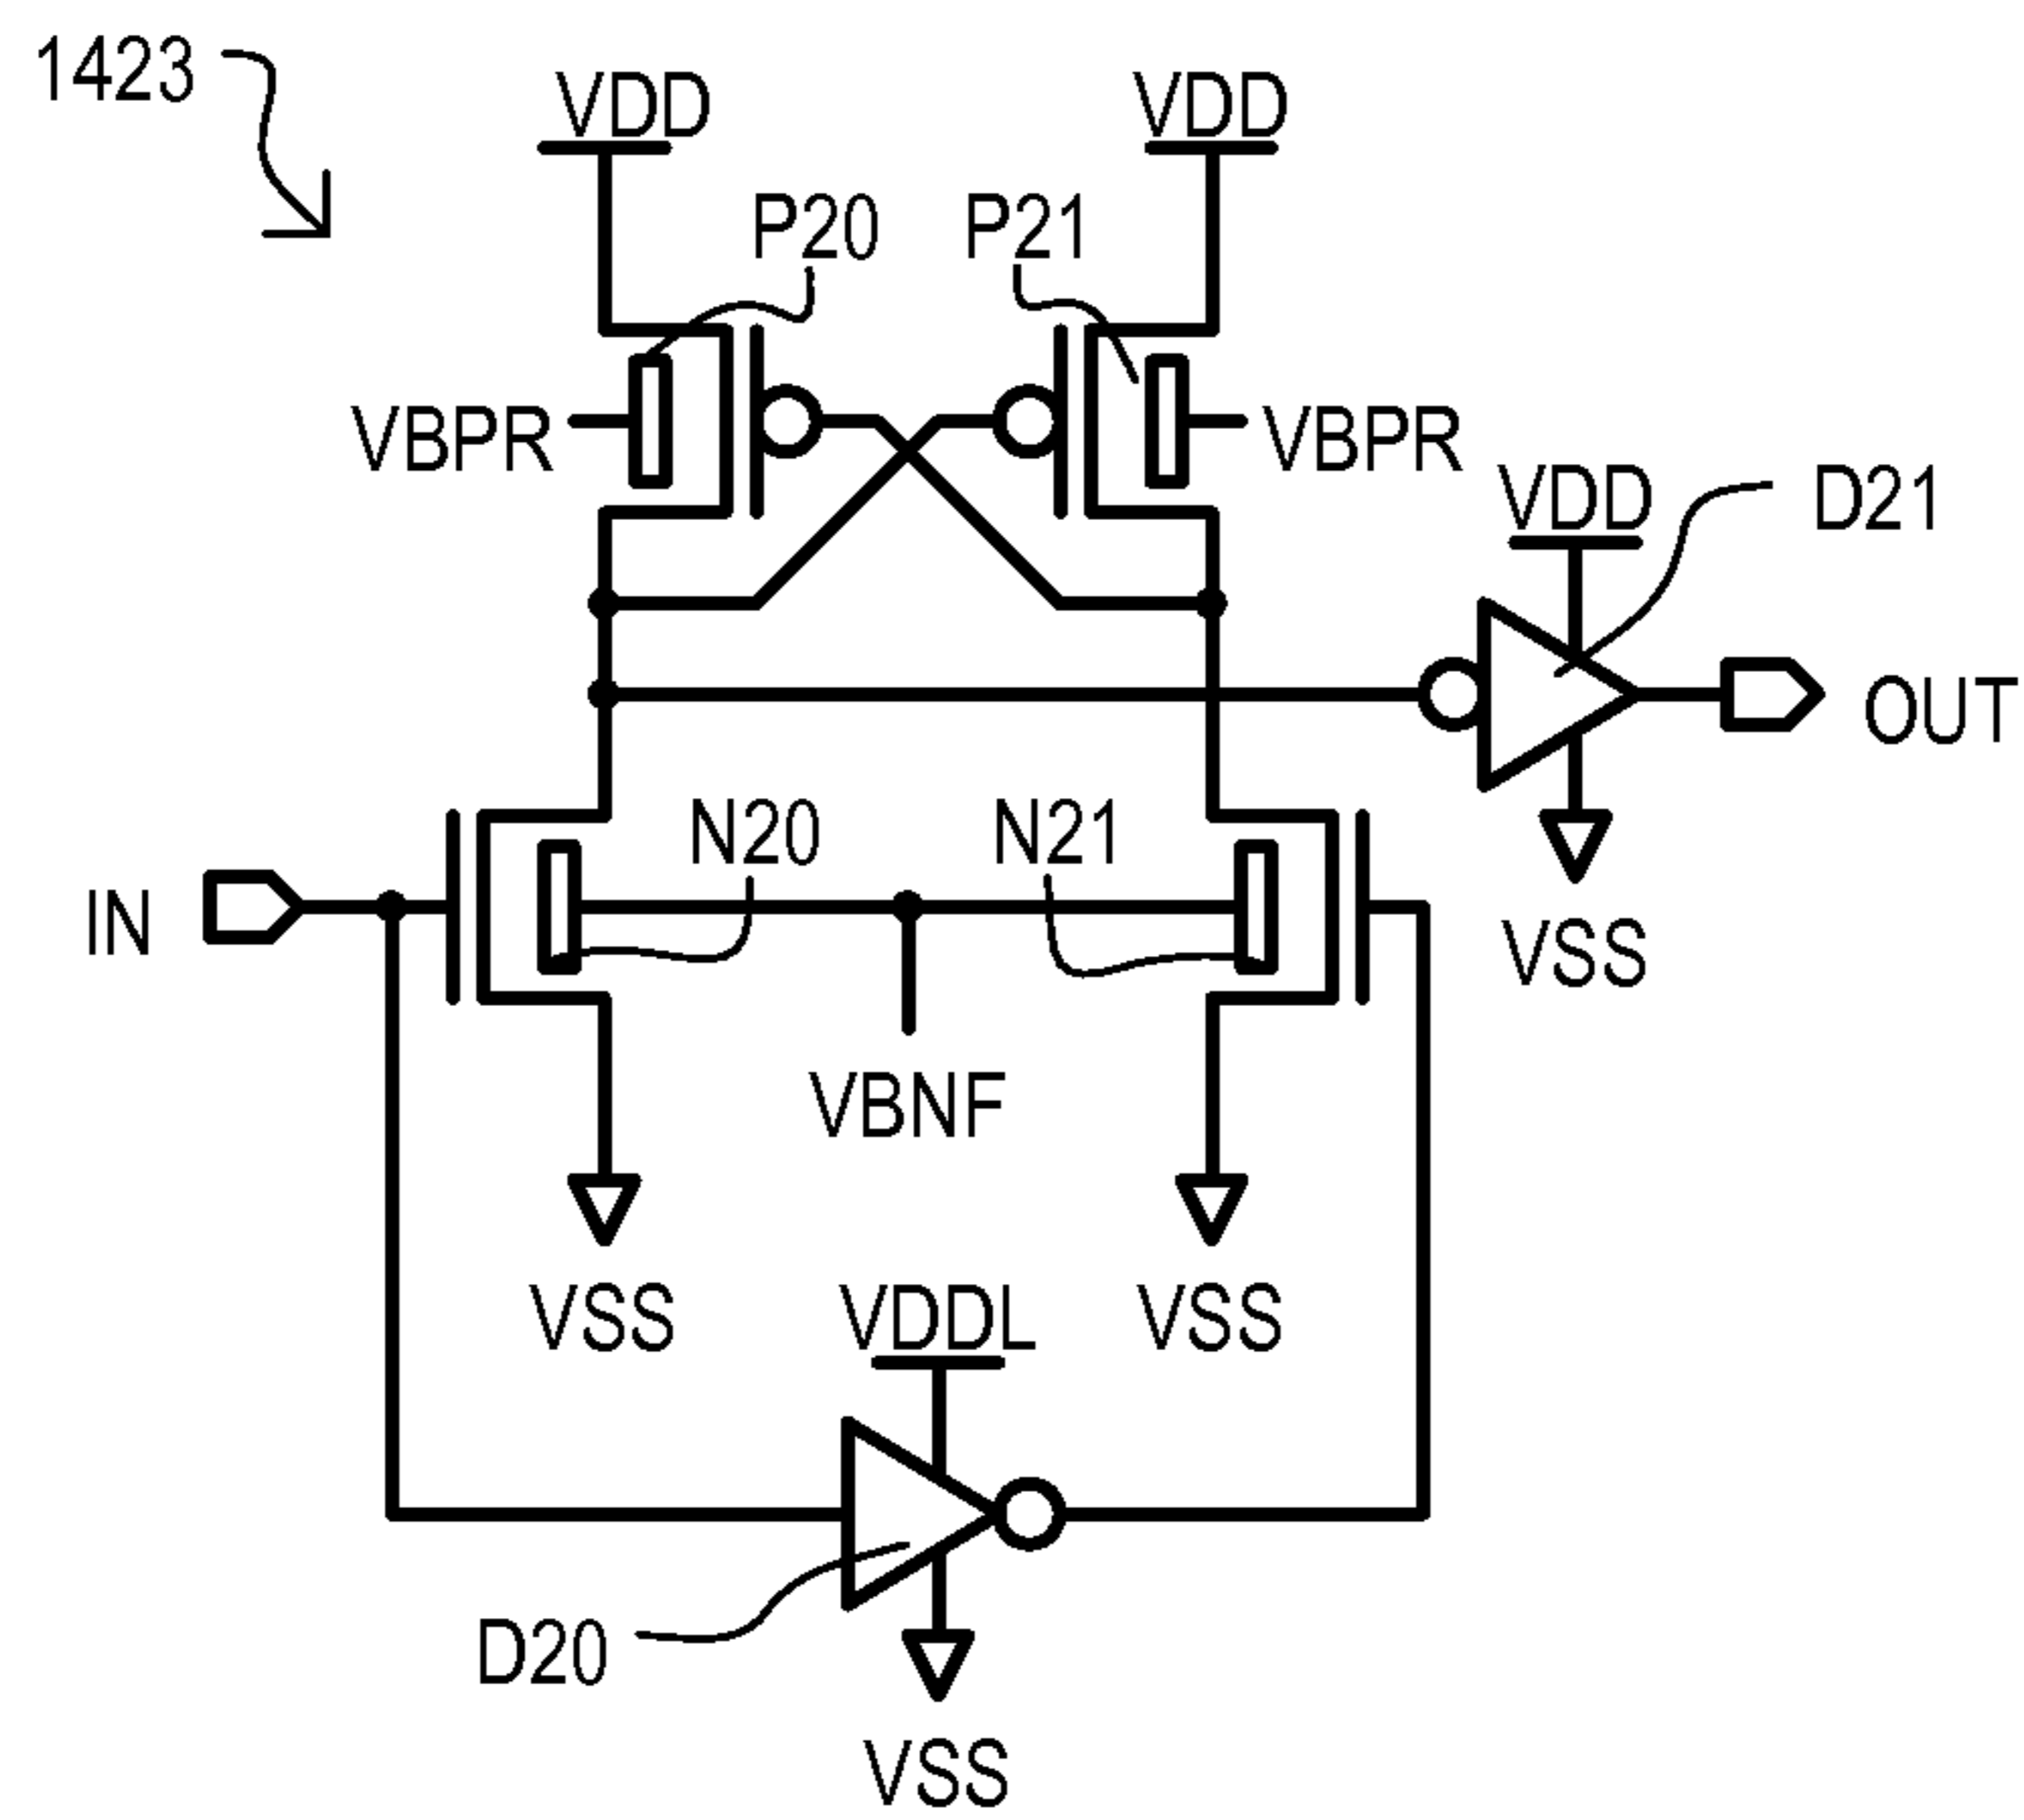 1423
VDD
VDD
P20
P21
VBPR
VBPR
VDD
D21
OUT
N20
N21
IN
VSS
VBNF
VSS
VDDL
VSS
D20
VSS